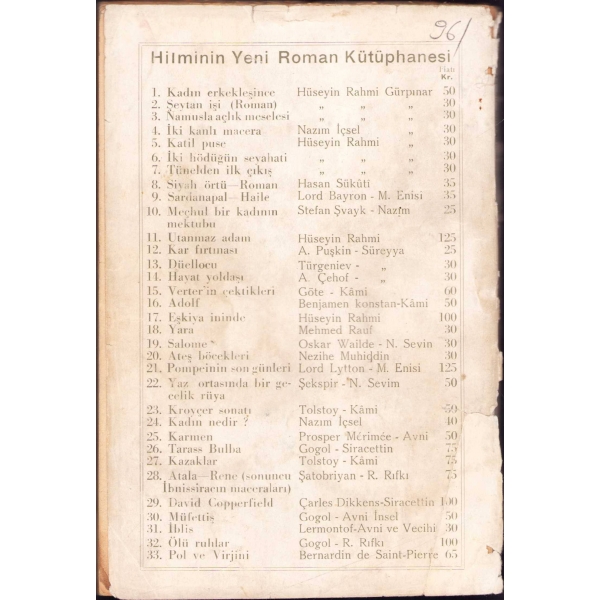 96/
Hilminin Yeni Roman Kütüphanesi
Fiatı
Kr.
1. Kadın erkekleşince Hüseyin Rahmi Gürpınar 50
2. Şeytan işi (Roman) „ „ „ 30
3. Namusla açlık meselesi „ „ „ 30
4. İki kanlı macera Nazım İçsel „ 30
5. Katil puse Hüseyin Rahmi „ 30
6. İki hödüğün seyahati „ „ „ 30
7. Tünelden ilk çıkış „ „ „ 30
8. Siyah örtü—Roman Hasan Sükûti 35
9. Sardanapal—Haile Lord Bayron - M. Enisi 35
10. Meçhul bir kadının Stefan Şvayk - Nazım 25
mektubu
11. Utanmaz adam Hüseyin Rahmi 125
12. Kar fırtınası A. Puşkin - Süreyya 25
13. Düellocu Türgeniev - „ 30
14. Hayat yoldaşı A. Çehof - „ 30
15. Verter'in çektikleri Göte - Kâmi 60
16. Adolf Benjamen konstan-Kâmi 50
17. Eşkiya ininde Hüseyin Rahmi 100
18. Yara Mehmed Rauf 30
19. Salome Oskar Wailde - N. Sevin 30
20. Ateş böcekleri Nezihe Muhiddin 30
21. Pompeinin son günleri Lord Lytton - M. Enisi 125
22. Yaz ortasında bir ge- Şekspir - N. Sevim 50
celik rüya
23. Kroyçer sonatı Tolstoy - Kâmi 50
24. Kadın nedir ? Nazım İçsel 40
25. Karmen Prosper Mérimée - Avni 50
26. Tarass Bulba Gogol - Siracettin 75
27. Kazaklar Tolstoy - Kâmi 75
28. Atala—Rene (sonuncu Şatobriyan - R. Rıfkı 75
İbnissiracın maceraları)
29. David Copperfield Çarles Dikkens-Siracettin 100
30. Müfettiş Gogol - Avni İnsel 50
31. İblis Lermontof-Avni ve Vecihi 30
32. Ölü ruhlar Gogol - R. Rıfkı 100
33. Pol ve Virjini Bernardin de Saint-Pierre 65